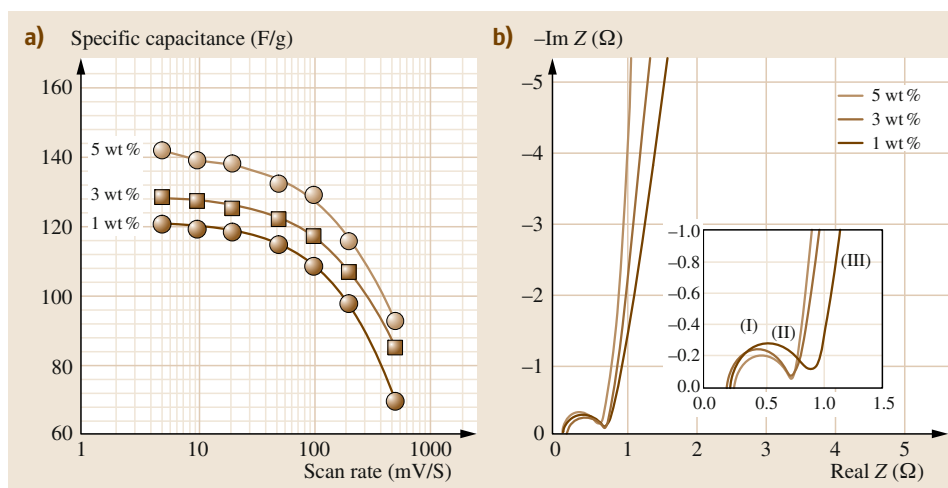 a) Specific capacitance (F/g)
160
140
120
100
80
60
5 wt %
3 wt %
1 wt %
1 10 100 1000
Scan rate (mV/S)
b) –Im Z (Ω)
–5
–4
–3
–2
–1
0
5 wt %
3 wt %
1 wt %
–1.0
–0.8
–0.6
–0.4
–0.2
0.0
(I)
(II)
(III)
0.0 0.5 1.0 1.5
0 1 2 3 4 5
Real Z (Ω)